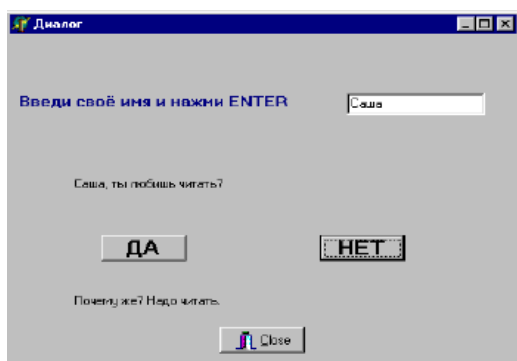 Диалог
Введи своё имя и нажми ENTER
Саша
Саша, ты любишь читать?
ДА
НЕТ
Почему же? Надо читать.
Close